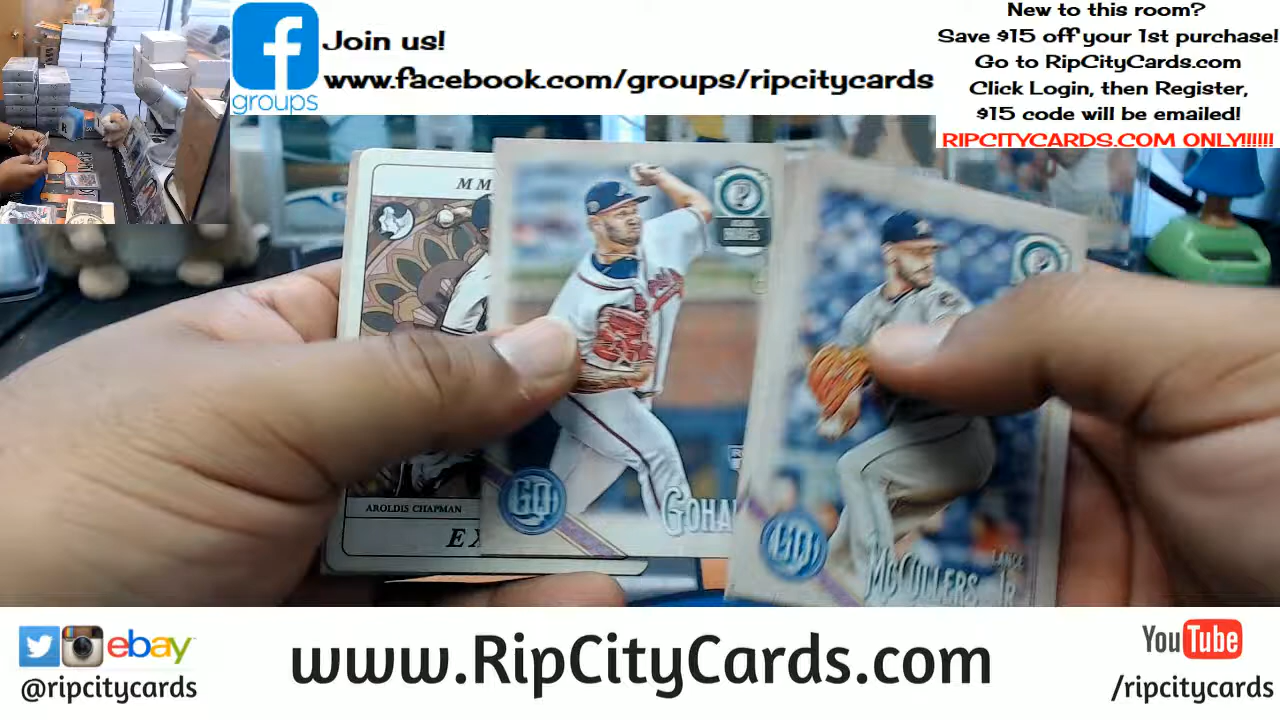 groups
Join us!
www.facebook.com/groups/ripcitycards
New to this room?
Save $15 off your 1st purchase!
Go to RipCityCards.com
Click Login, then Register,
$15 code will be emailed!
RIPCITYCARDS.COM ONLY!!!!!!
P
GQ
AROLDIS CHAPMAN
LANCE
MCCULLERS JR
ebay
@ripcitycards
www.RipCityCards.com
YouTube
/ripcitycards